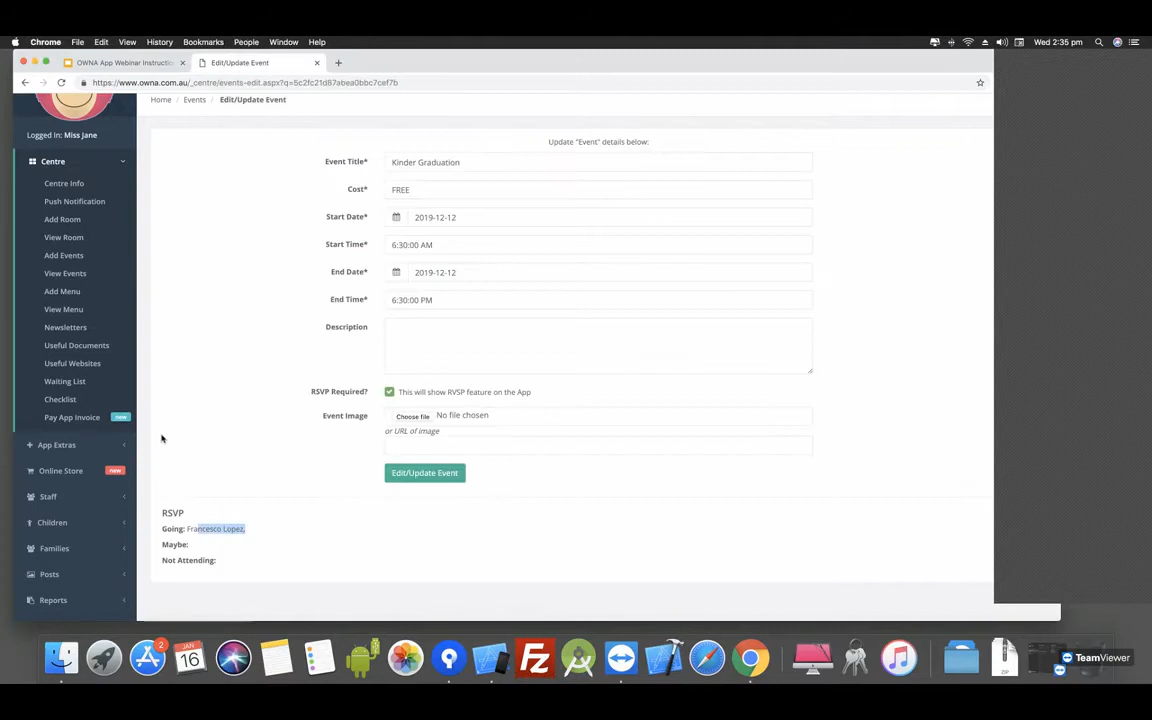 Chrome File Edit View History Bookmarks People Window Help Wed 2:35 pm
OWNA App Webinar Instructi Edit/Update Event
https://www.owna.com.au/_centre/events-edit.aspx?q=5c2fc21d87abea0bbc7cef7b
Home / Events / Edit/Update Event
Logged in: Miss Jane
Update "Event" details below:
Centre
Event Title* Kinder Graduation
Centre Info
Cost* FREE
Push Notification
Start Date* 2019-12-12
Add Room
View Room
Start Time* 6:30:00 AM
Add Events
End Date* 2019-12-12
View Events
Add Menu
End Time* 6:30:00 PM
View Menu
Newsletters
Description
Useful Documents
Useful Websites
Waiting List
RSVP Required? This will show RVSP feature on the App
Checklist
Pay App Invoice new
Event Image Choose file No file chosen
or URL of image
App Extras
Online Store new
Edit/Update Event
Staff
RSVP
Children
Going: Francesco Lopez,
Families
Maybe:
Not Attending:
Posts
Reports
2
JAN
16
Fz
ZIP
TeamViewer